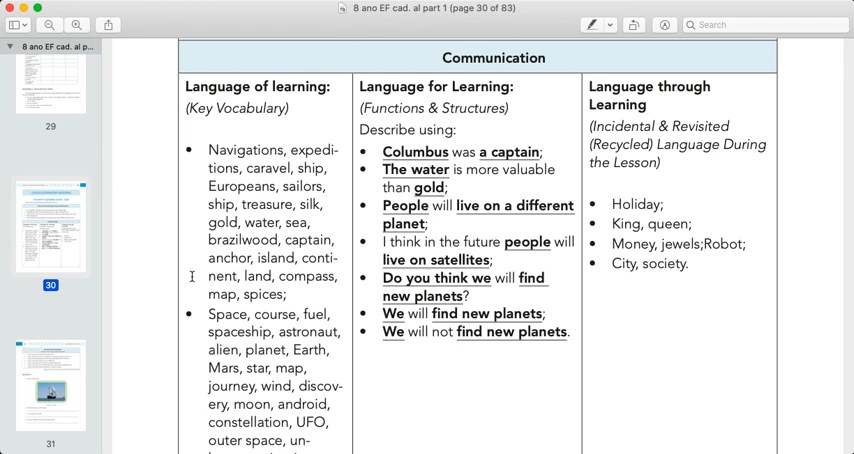 8 ano EF cad. al part 1 (page 30 of 83)
Search
8 ano EF cad. al p...
29
30
31
Communication
Language of learning:
(Key Vocabulary)
Navigations, expedi-
tions, caravel, ship,
Europeans, sailors,
ship, treasure, silk,
gold, water, sea,
brazilwood, captain,
anchor, island, conti-
nent, land, compass,
map, spices;
Space, course, fuel,
spaceship, astronaut,
alien, planet, Earth,
Mars, star, map,
journey, wind, discov-
ery, moon, android,
constellation, UFO,
outer space, un-
Language for Learning:
(Functions & Structures)
Describe using:
Columbus was a captain;
The water is more valuable
than gold;
People will live on a different
planet;
I think in the future people will
live on satellites;
Do you think we will find
new planets?
We will find new planets;
We will not find new planets.
Language through
Learning
(Incidental & Revisited
(Recycled) Language During
the Lesson)
Holiday;
King, queen;
Money, jewels;Robot;
City, society.